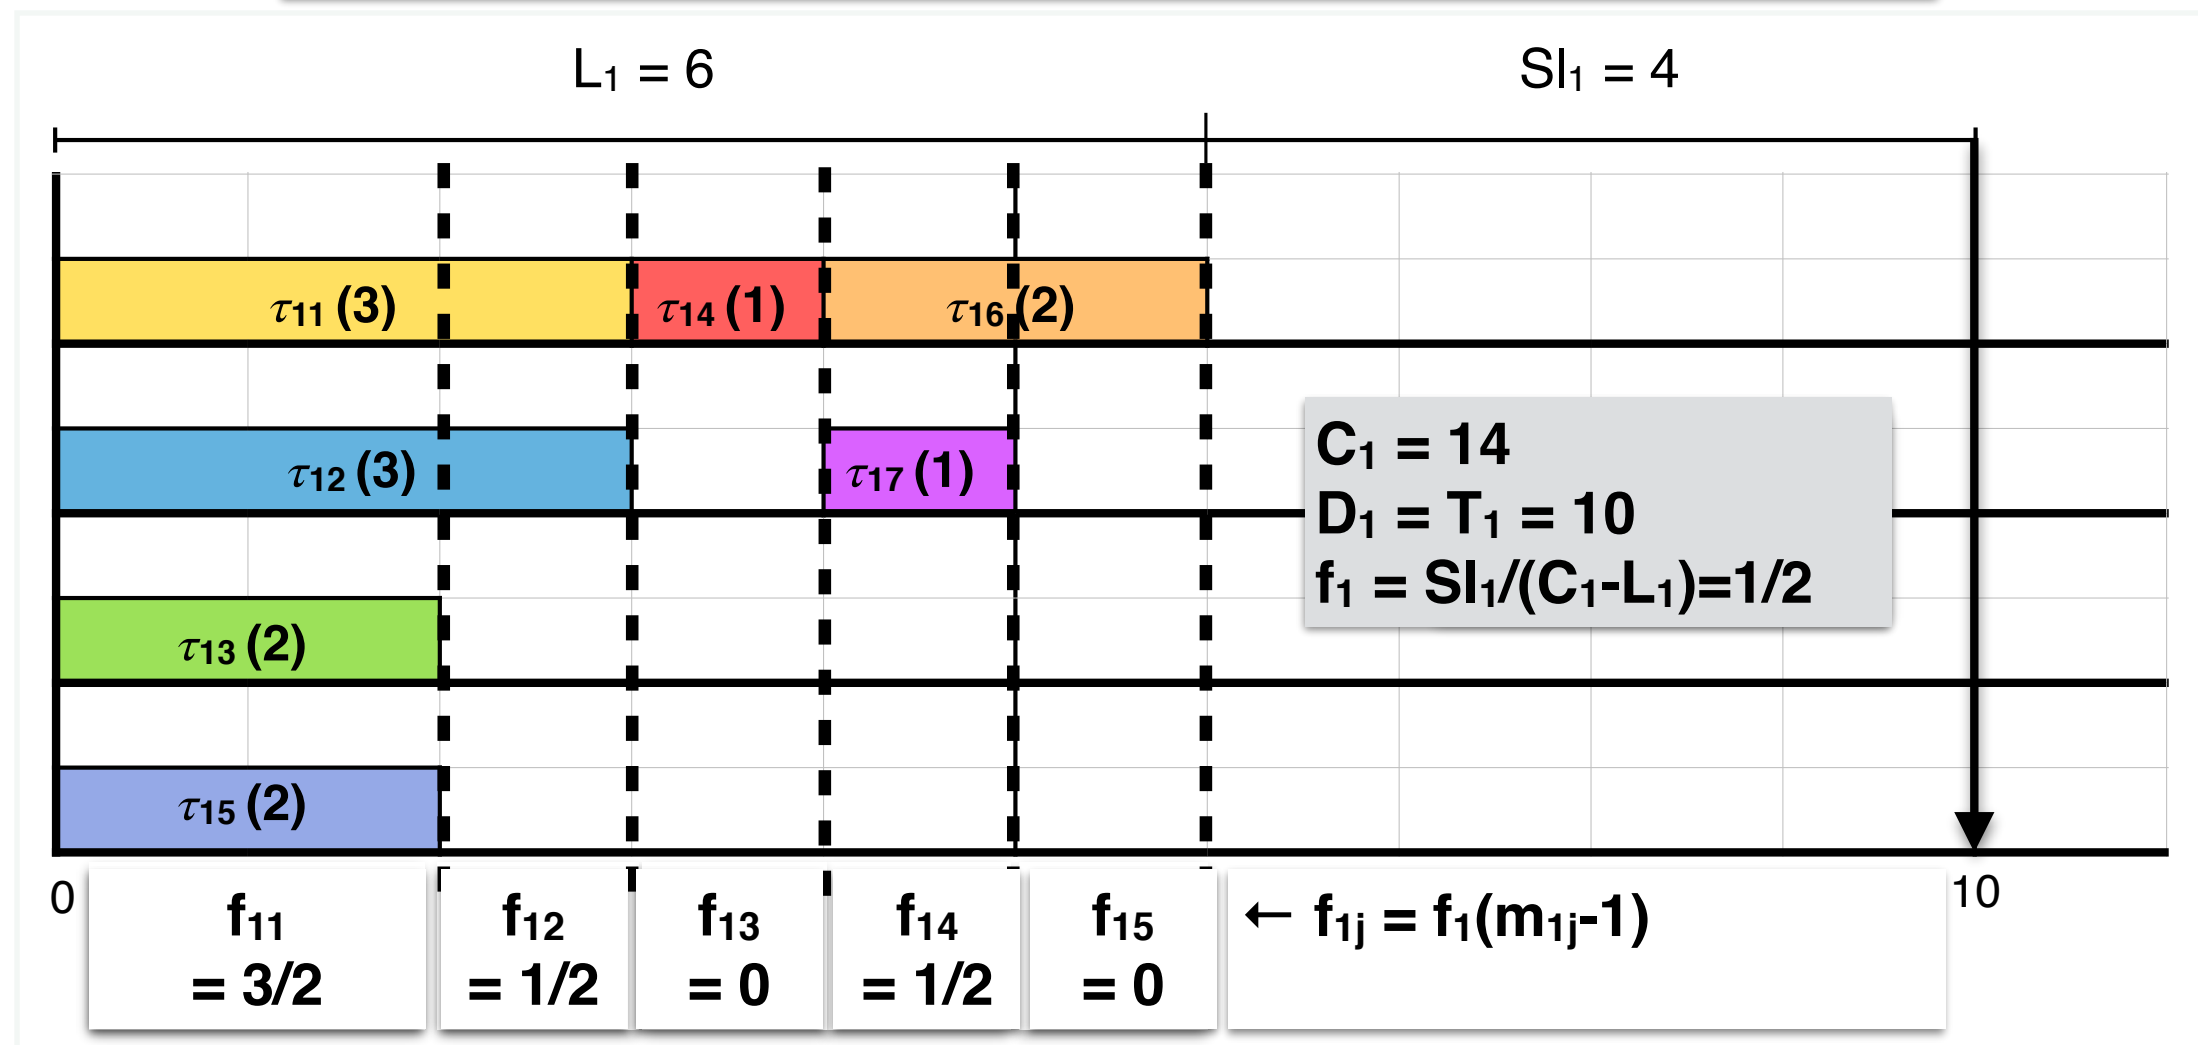 L₁ = 6
Sl₁ = 4
τ₁₁ (3)
τ₁₄ (1)
τ₁₆ (2)
τ₁₂ (3)
τ₁₇ (1)
C₁ = 14
D₁ = T₁ = 10
f₁ = Sl₁/(C₁-L₁)=1/2
τ₁₃ (2)
τ₁₅ (2)
0
10
f₁₁
= 3/2
f₁₂
= 1/2
f₁₃
= 0
f₁₄
= 1/2
f₁₅
= 0
← f₁ⱼ = f₁(m₁ⱼ-1)